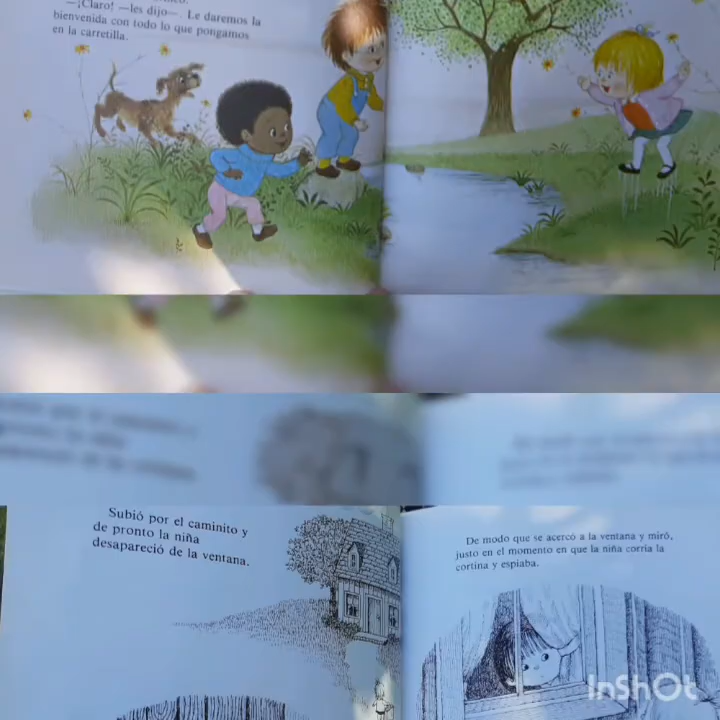 —¡Claro! —les dijo—. Le daremos la
bienvenida con todo lo que pongamos
en la carretilla.
Subió por el caminito y
de pronto la niña
desapareció de la ventana.
De modo que se acercó a la ventana y miró,
justo en el momento en que la niña corría la
cortina y espiaba.
InShOt